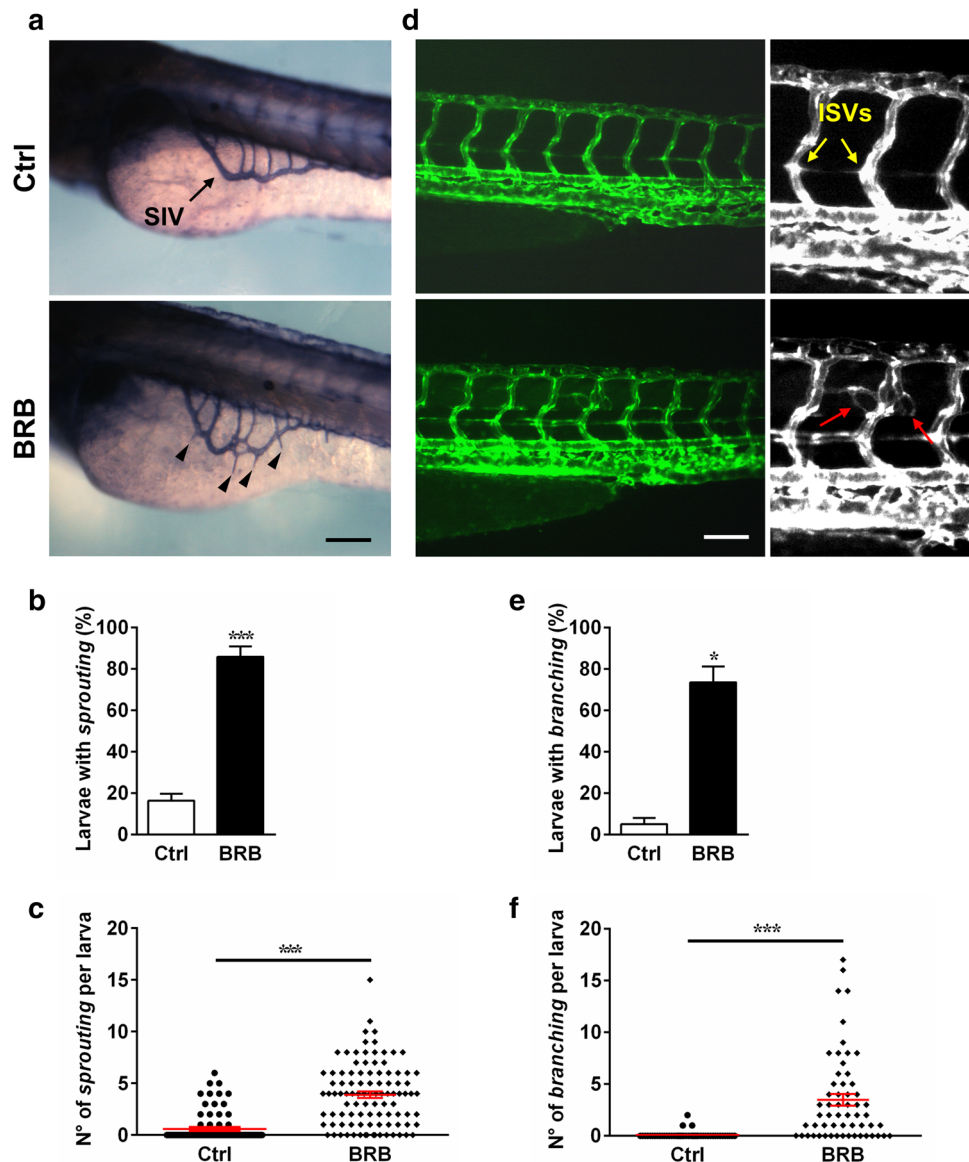 a
d
Ctrl
SIV
ISVs
BRB
b
Larvae with sprouting (%)
100
80
60
40
20
0
***
Ctrl
BRB
e
Larvae with branching (%)
100
80
60
40
20
0
*
Ctrl
BRB
c
N° of sprouting per larva
20
15
10
5
0
***
Ctrl
BRB
f
N° of branching per larva
20
15
10
5
0
***
Ctrl
BRB